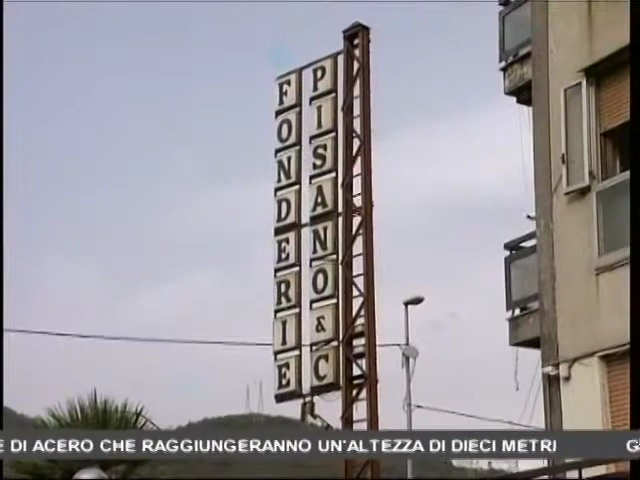 FONDERIE
PISANO & C
E DI ACERO CHE RAGGIUNGERANNO UN'ALTEZZA DI DIECI METRI